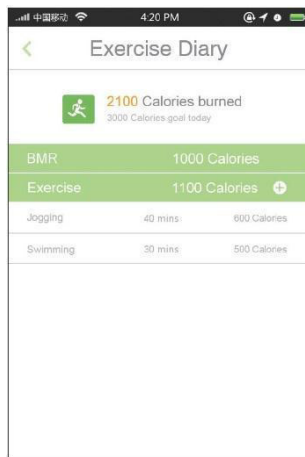 中国移动 4:20 PM
Exercise Diary
2100 Calories burned
3000 Calories goal today
BMR 1000 Calories
Exercise 1100 Calories
Jogging 40 mins 600 Calories
Swimming 30 mins 500 Calories